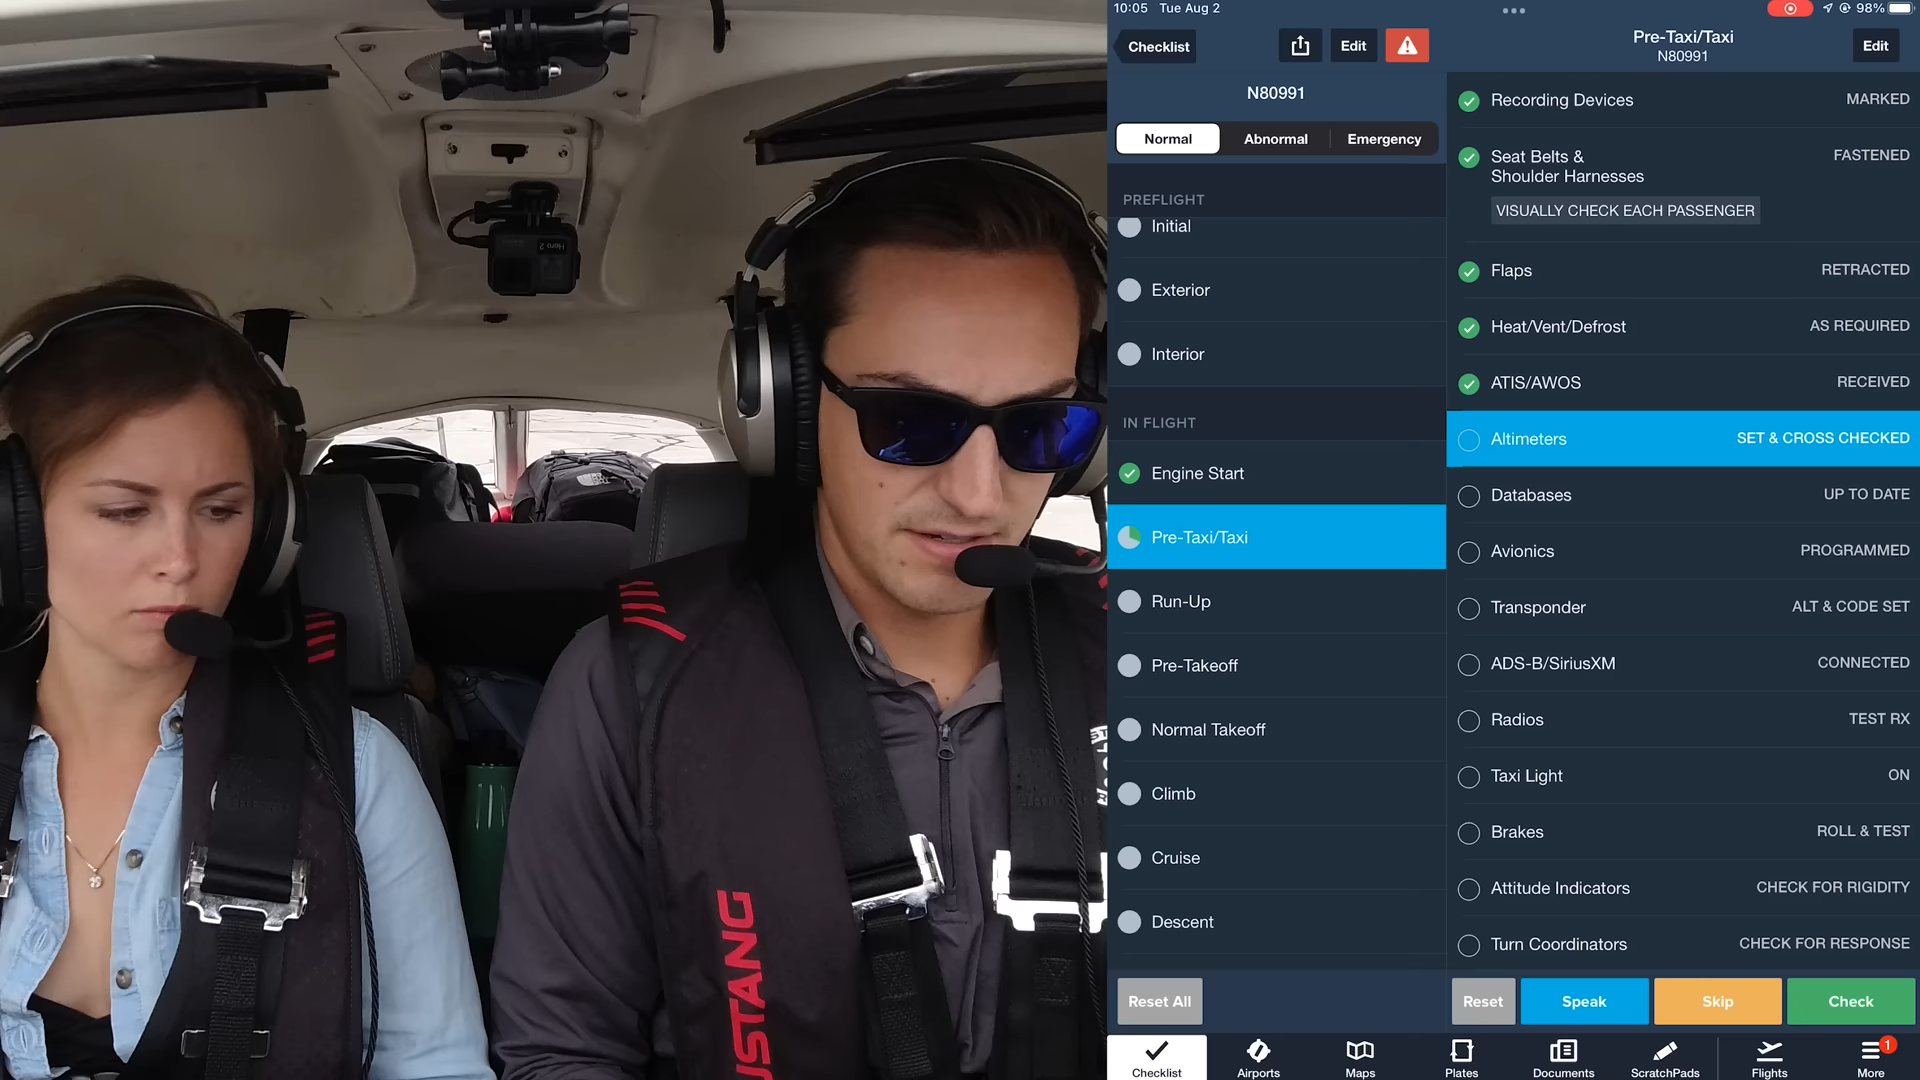 Hero 2
USTANG
10:05 Tue Aug 2
98%
Checklist
Edit
N80991
Normal
Abnormal
Emergency
PREFLIGHT
Initial
Exterior
Interior
IN FLIGHT
Engine Start
Pre-Taxi/Taxi
Run-Up
Pre-Takeoff
Normal Takeoff
Climb
Cruise
Descent
Reset All
Pre-Taxi/Taxi
N80991
Edit
Recording Devices MARKED
Seat Belts & FASTENED
Shoulder Harnesses
VISUALLY CHECK EACH PASSENGER
Flaps RETRACTED
Heat/Vent/Defrost AS REQUIRED
ATIS/AWOS RECEIVED
Altimeters SET & CROSS CHECKED
Databases UP TO DATE
Avionics PROGRAMMED
Transponder ALT & CODE SET
ADS-B/SiriusXM CONNECTED
Radios TEST RX
Taxi Light ON
Brakes ROLL & TEST
Attitude Indicators CHECK FOR RIGIDITY
Turn Coordinators CHECK FOR RESPONSE
Reset
Speak
Skip
Check
Checklist
Airports
Maps
Plates
Documents
ScratchPads
Flights
1
More